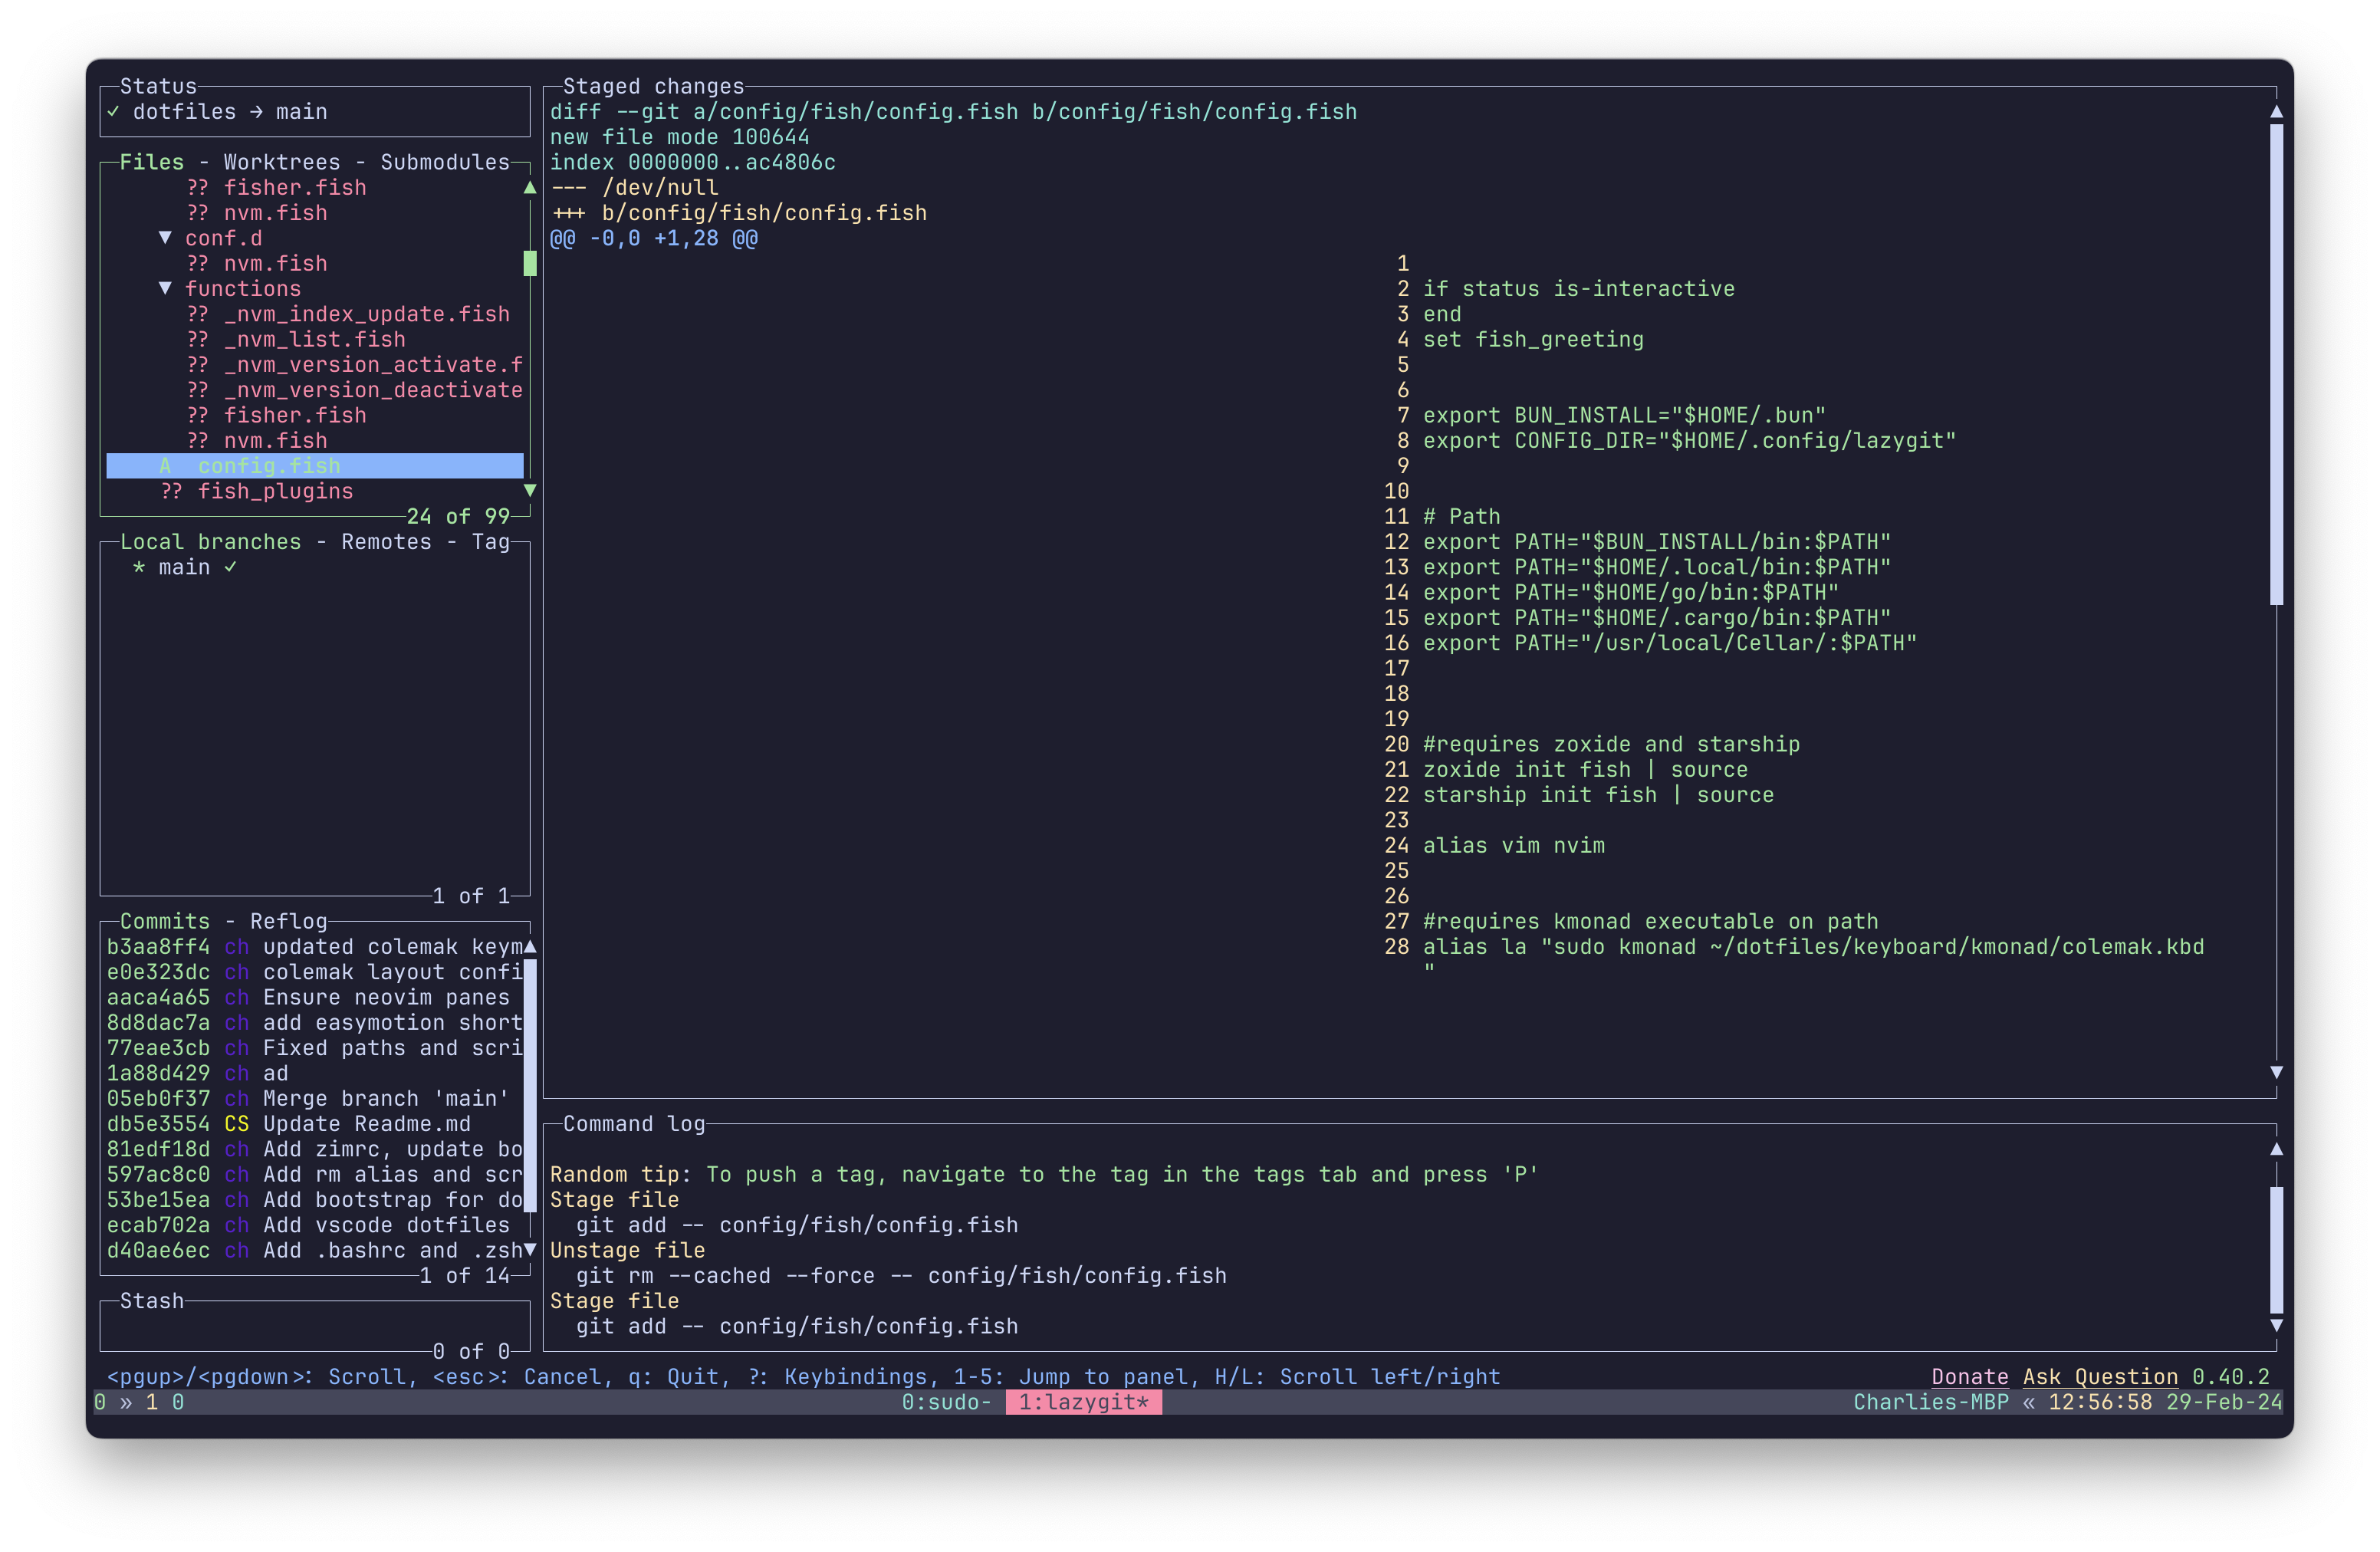 Status
✓ dotfiles → main
Files - Worktrees - Submodules
?? fisher.fish
?? nvm.fish
▼ conf.d
?? nvm.fish
▼ functions
?? _nvm_index_update.fish
?? _nvm_list.fish
?? _nvm_version_activate.f
?? _nvm_version_deactivate
?? fisher.fish
?? nvm.fish
A  config.fish
?? fish_plugins
24 of 99
Local branches - Remotes - Tag
* main ✓
1 of 1
Commits - Reflog
b3aa8ff4 ch updated colemak keym
e0e323dc ch colemak layout confi
aaca4a65 ch Ensure neovim panes
8d8dac7a ch add easymotion short
77eae3cb ch Fixed paths and scri
1a88d429 ch ad
05eb0f37 ch Merge branch 'main'
db5e3554 CS Update Readme.md
81edf18d ch Add zimrc, update bo
597ac8c0 ch Add rm alias and scr
53be15ea ch Add bootstrap for do
ecab702a ch Add vscode dotfiles
d40ae6ec ch Add .bashrc and .zsh
1 of 14
Stash
0 of 0
Staged changes
diff --git a/config/fish/config.fish b/config/fish/config.fish
new file mode 100644
index 0000000..ac4806c
--- /dev/null
+++ b/config/fish/config.fish
@@ -0,0 +1,28 @@
1
2 if status is-interactive
3 end
4 set fish_greeting
5
6
7 export BUN_INSTALL="$HOME/.bun"
8 export CONFIG_DIR="$HOME/.config/lazygit"
9
10
11 # Path
12 export PATH="$BUN_INSTALL/bin:$PATH"
13 export PATH="$HOME/.local/bin:$PATH"
14 export PATH="$HOME/go/bin:$PATH"
15 export PATH="$HOME/.cargo/bin:$PATH"
16 export PATH="/usr/local/Cellar/:$PATH"
17
18
19
20 #requires zoxide and starship
21 zoxide init fish | source
22 starship init fish | source
23
24 alias vim nvim
25
26
27 #requires kmonad executable on path
28 alias la "sudo kmonad ~/dotfiles/keyboard/kmonad/colemak.kbd
"
Command log
Random tip: To push a tag, navigate to the tag in the tags tab and press 'P'
Stage file
git add -- config/fish/config.fish
Unstage file
git rm --cached --force -- config/fish/config.fish
Stage file
git add -- config/fish/config.fish
<pgup>/<pgdown>: Scroll, <esc>: Cancel, q: Quit, ?: Keybindings, 1-5: Jump to panel, H/L: Scroll left/right Donate Ask Question 0.40.2
0 » 1 0 0:sudo- 1:lazygit* Charlies-MBP « 12:56:58 29-Feb-24